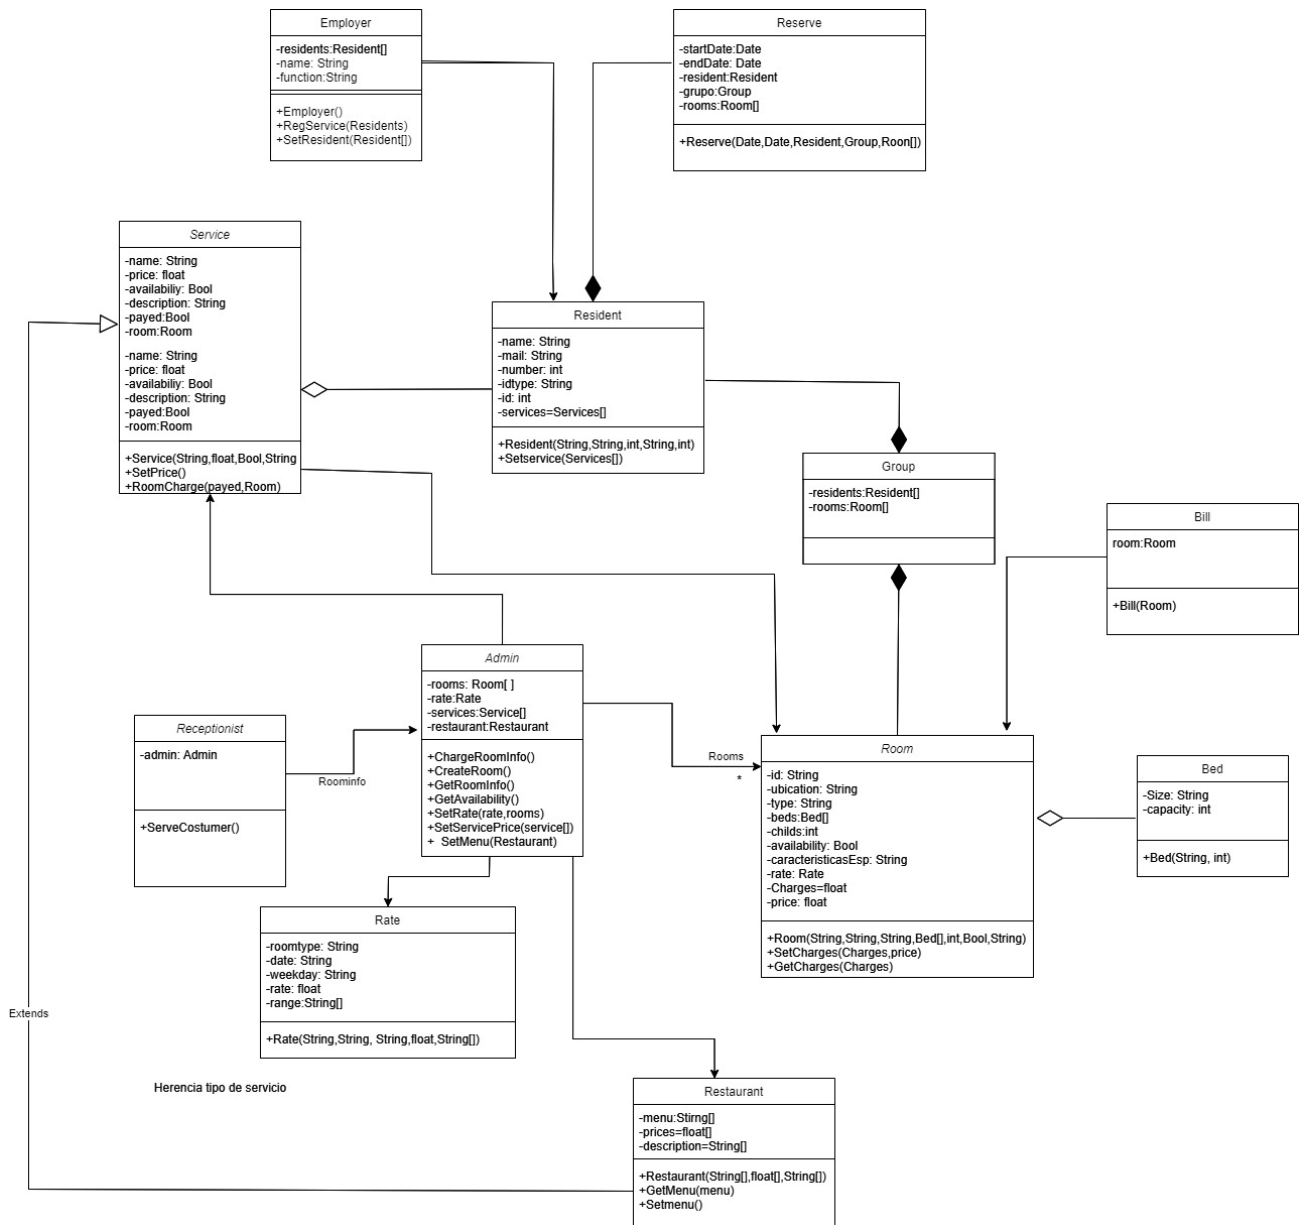 Employer
-residents:Resident[]
-name: String
-function:String
+Employer()
+RegService(Residents)
+SetResident(Resident[])
Reserve
-startDate:Date
-endDate: Date
-resident:Resident
-grupo:Group
-rooms:Room[]
+Reserve(Date,Date,Resident,Group,Roon[])
Service
-name: String
-price: float
-availabiliy: Bool
-description: String
-payed:Bool
-room:Room
-name: String
-price: float
-availabiliy: Bool
-description: String
-payed:Bool
-room:Room
+Service(String,float,Bool,String
+SetPrice()
+RoomCharge(payed,Room)
Resident
-name: String
-mail: String
-number: int
-idtype: String
-id: int
-services=Services[]
+Resident(String,String,int,String,int)
+Setservice(Services[])
Group
-residents:Resident[]
-rooms:Room[]
Bill
room:Room
+Bill(Room)
Admin
-rooms: Room[ ]
-rate:Rate
-services:Service[]
-restaurant:Restaurant
+ChargeRoomInfo()
+CreateRoom()
+GetRoomInfo()
+GetAvailability()
+SetRate(rate,rooms)
+SetServicePrice(service[])
+ SetMenu(Restaurant)
Receptionist
-admin: Admin
+ServeCostumer()
Roominfo
Rooms
*
Room
-id: String
-ubication: String
-type: String
-beds:Bed[]
-childs:int
-availability: Bool
-caracteristicasEsp: String
-rate: Rate
-Charges=float
-price: float
+Room(String,String,String,Bed[],int,Bool,String)
+SetCharges(Charges,price)
+GetCharges(Charges)
Bed
-Size: String
-capacity: int
+Bed(String, int)
Rate
-roomtype: String
-date: String
-weekday: String
-rate: float
-range:String[]
+Rate(String,String, String,float,String[])
Extends
Herencia tipo de servicio
Restaurant
-menu:Stirng[]
-prices=float[]
-description=String[]
+Restaurant(String[],float[],String[])
+GetMenu(menu)
+Setmenu()